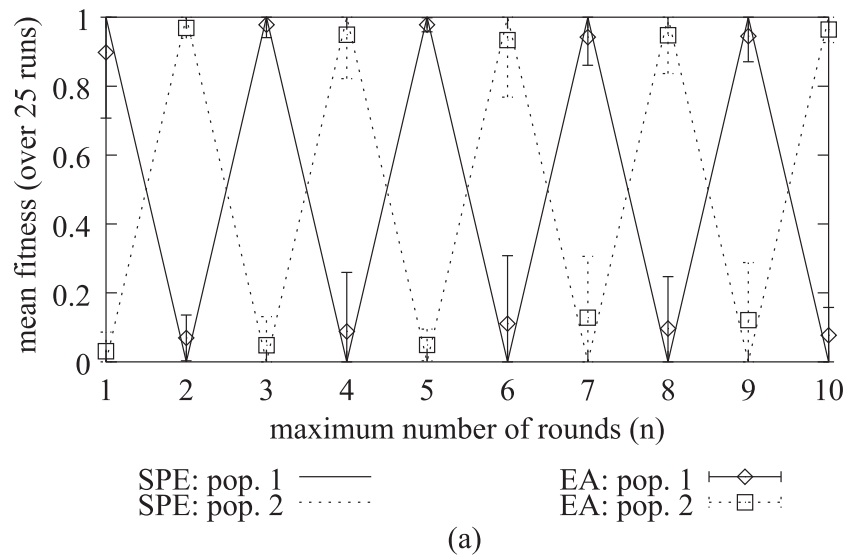 mean fitness (over 25 runs)
1
0.8
0.6
0.4
0.2
0
1 2 3 4 5 6 7 8 9 10
maximum number of rounds (n)
SPE: pop. 1
SPE: pop. 2
EA: pop. 1
EA: pop. 2
(a)